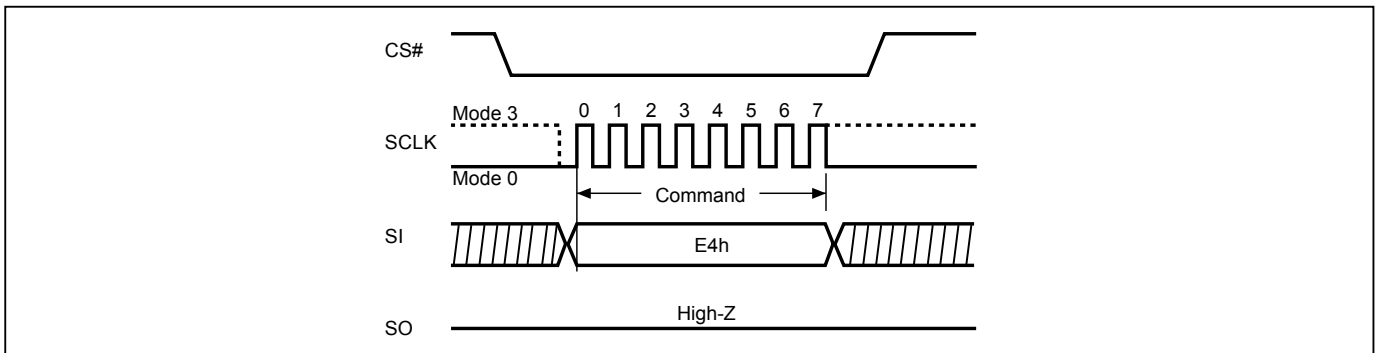 CS#
Mode 3
0 1 2 3 4 5 6 7
SCLK
Mode 0
Command
SI
E4h
High-Z
SO